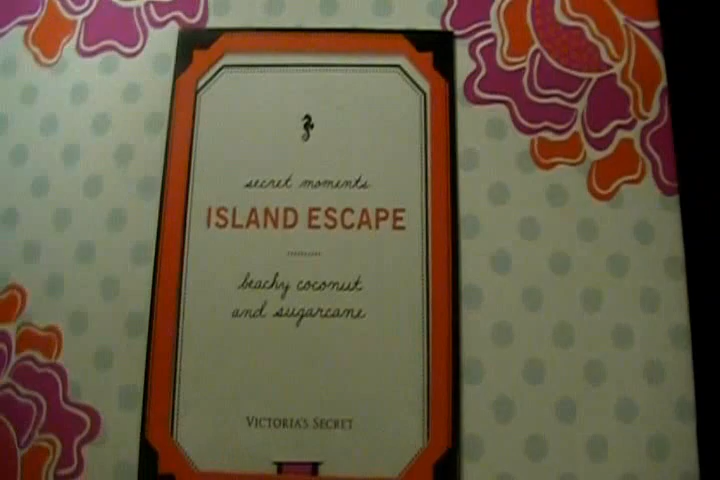 secret moments
ISLAND ESCAPE
beachy coconut
and sugarcane
VICTORIA'S SECRET